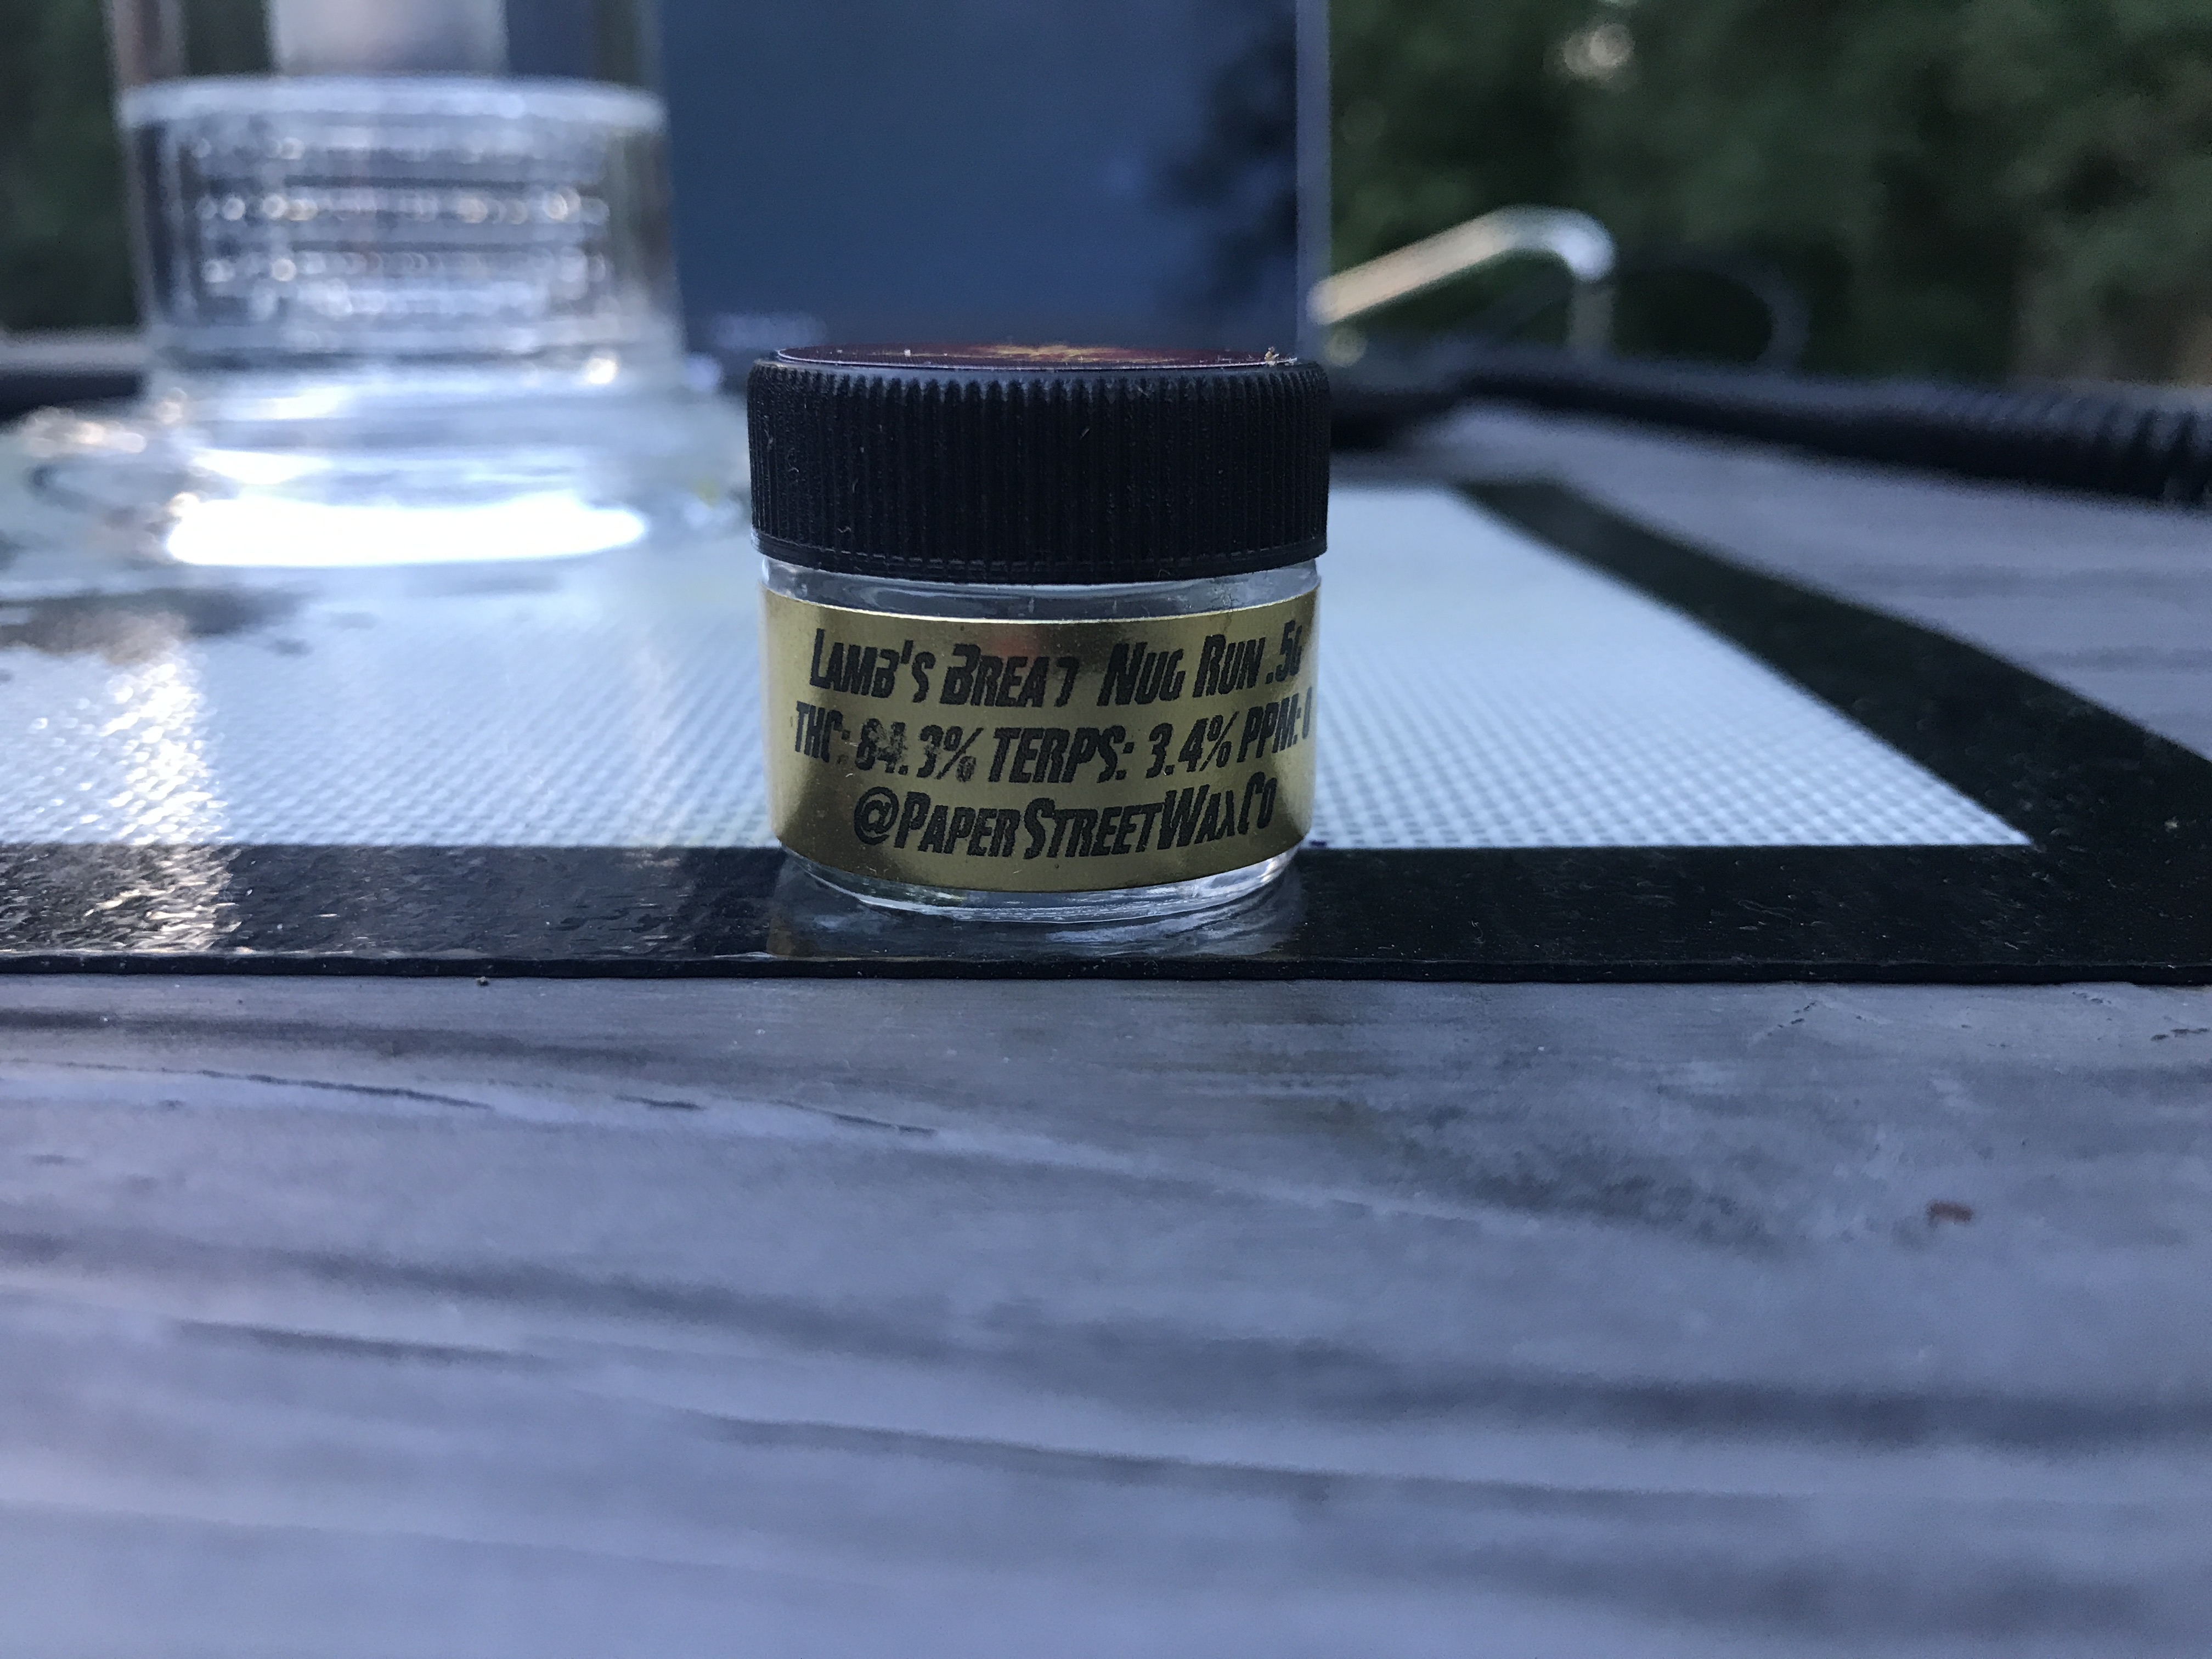 Lamb's Bread Nug Run .5g
THC: 84.3% TERPS: 3.4% PPM: 0
@PaperStreetWaxCo